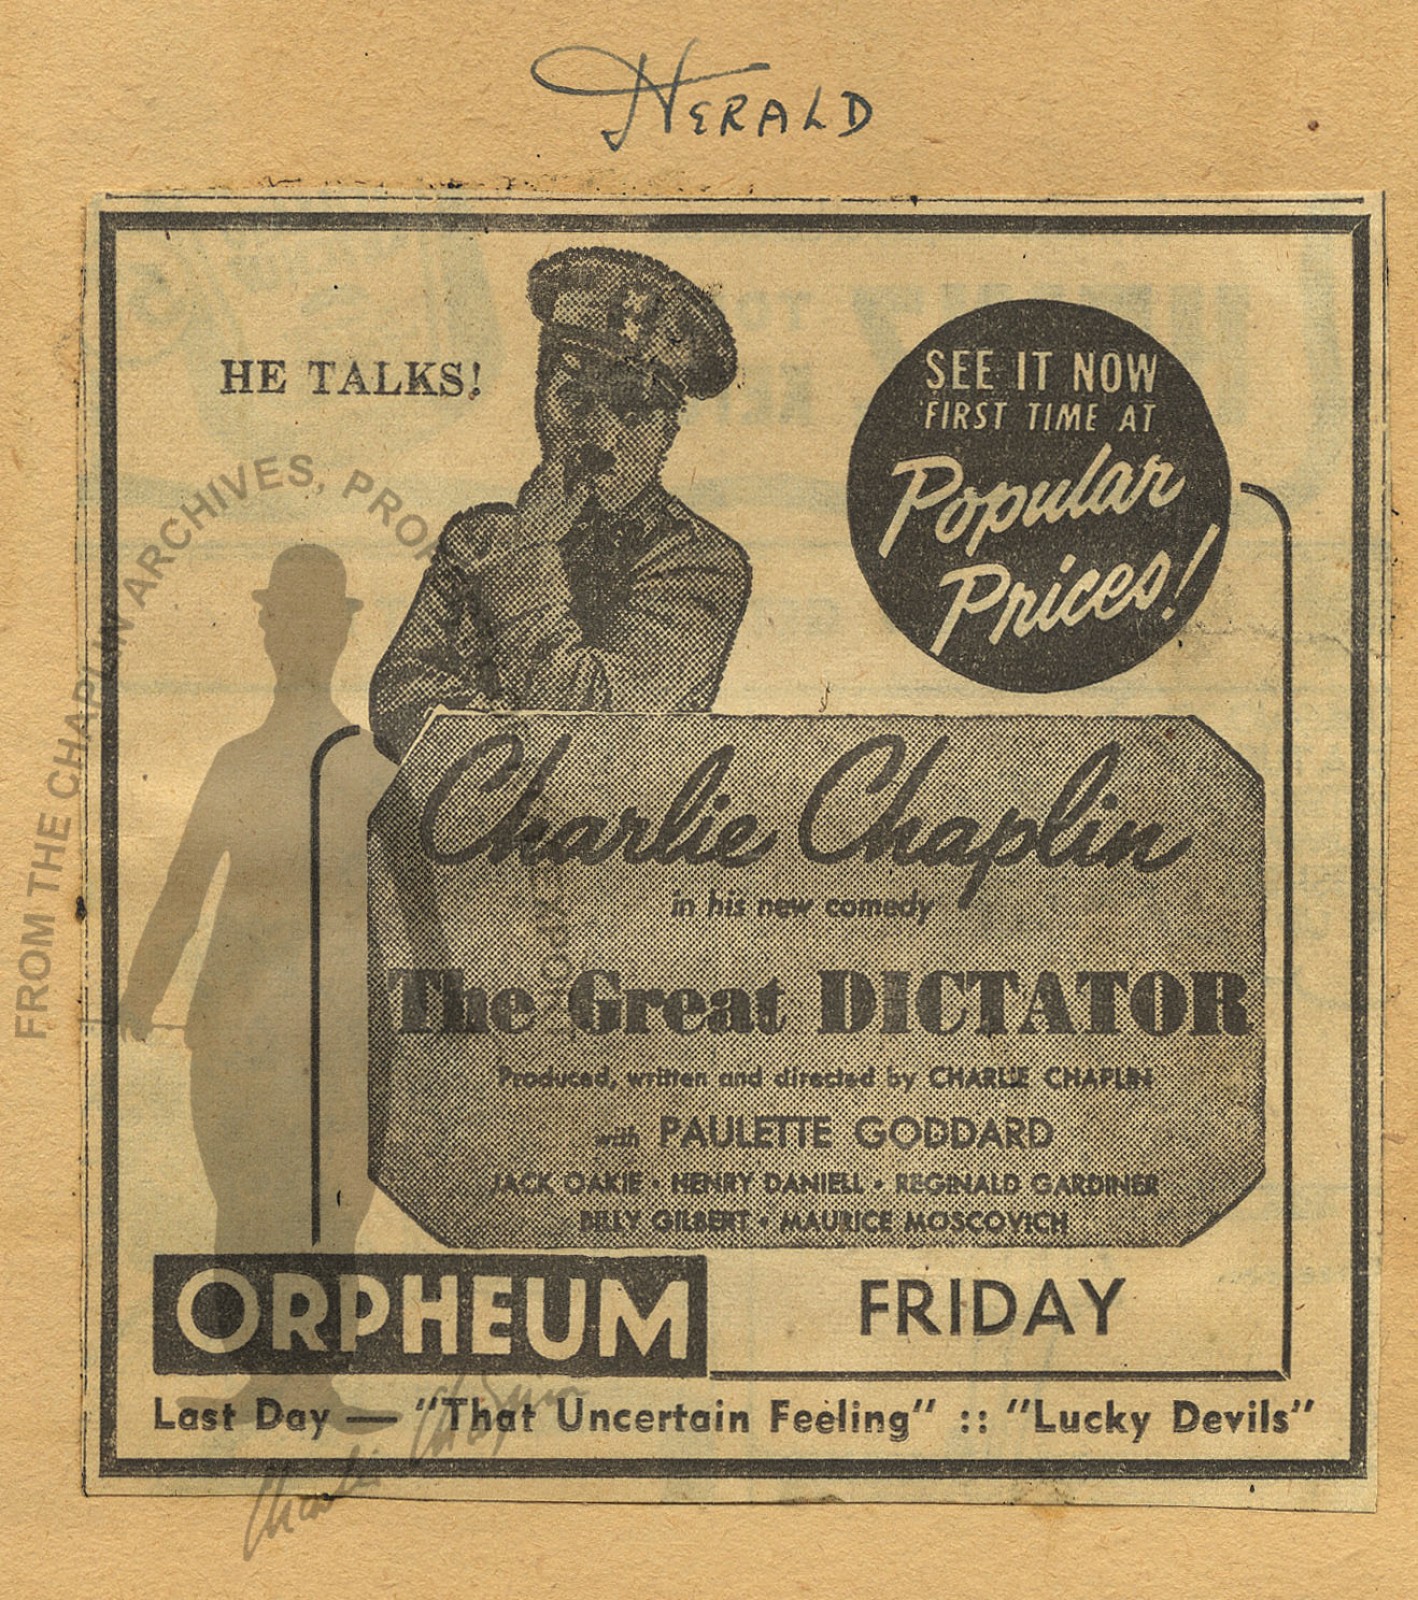 HERALD
HE TALKS!
SEE IT NOW
FIRST TIME AT
Popular
Prices!
FROM THE CHAPLIN ARCHIVES, PROP
Charlie Chaplin
in his new comedy
The Great DICTATOR
Produced, written and directed by CHARLIE CHAPLIN
with PAULETTE GODDARD
JACK OAKIE • HENRY DANIELL • REGINALD GARDINER
BILLY GILBERT • MAURICE MOSCOVICH
ORPHEUM
FRIDAY
Last Day — "That Uncertain Feeling" :: "Lucky Devils"
Charlie Chaplin